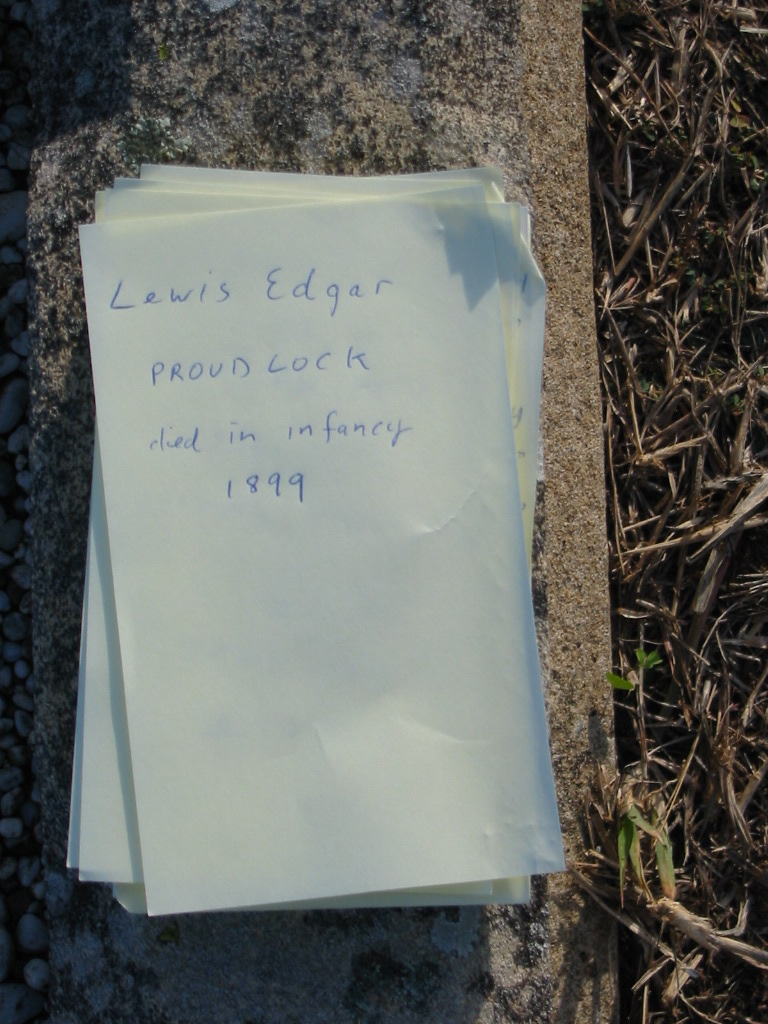 Lewis Edgar
PROUDLOCK
died in infancy
1899